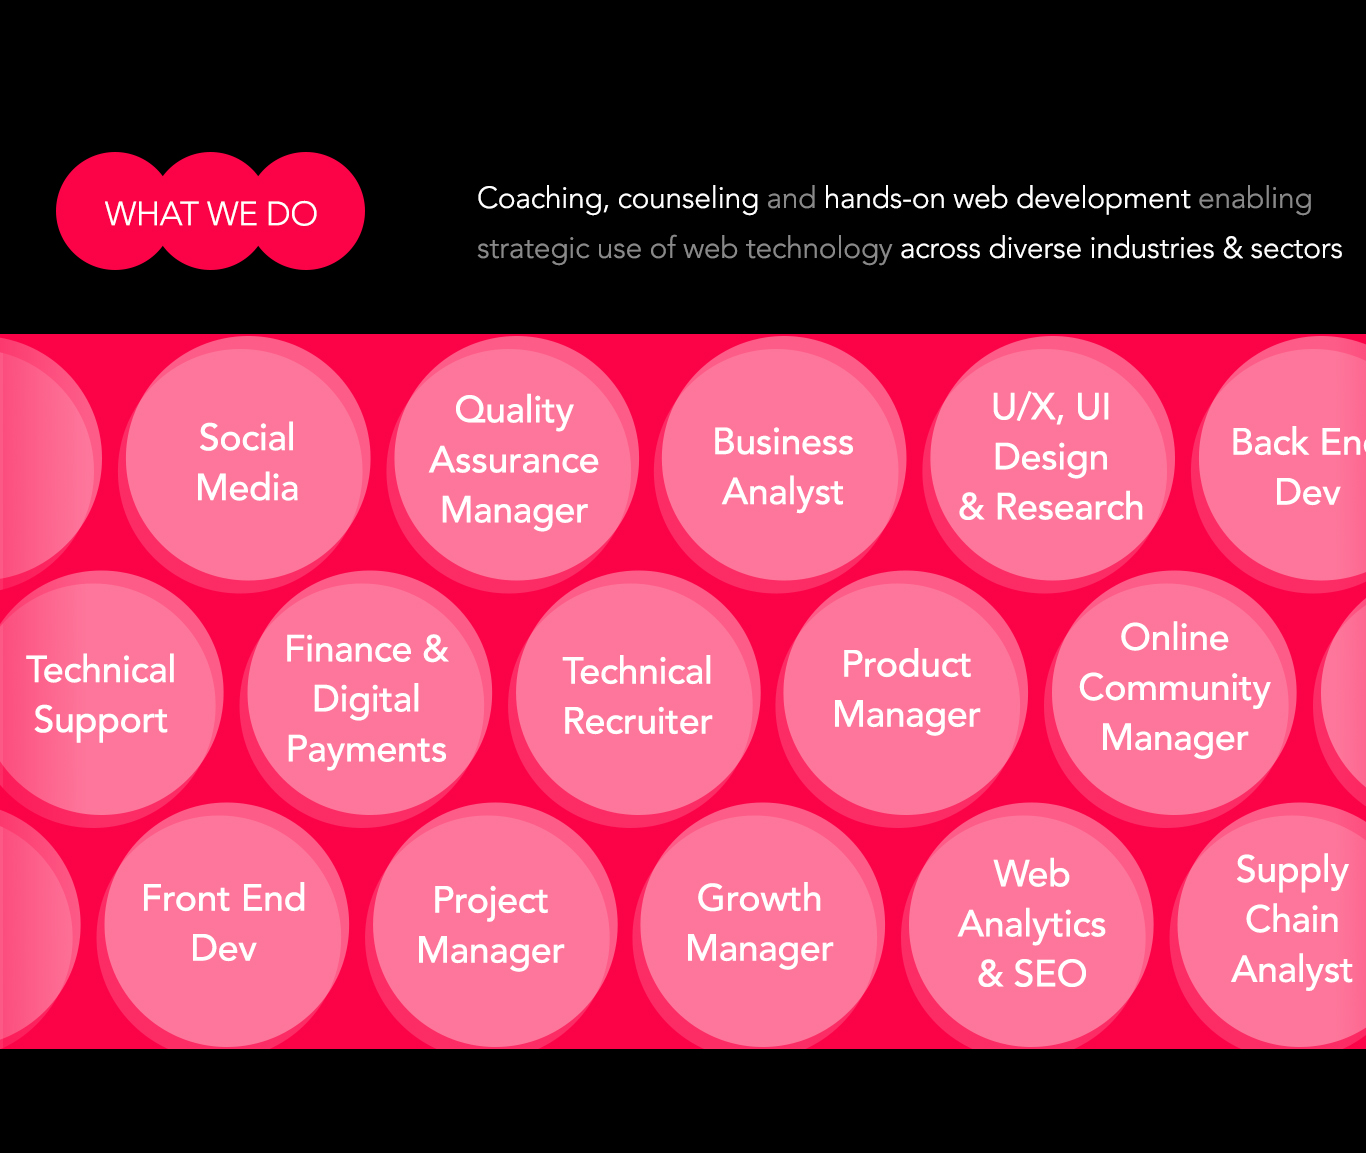 WHAT WE DO
Coaching, counseling and hands-on web development enabling
strategic use of web technology across diverse industries & sectors
Social
Media
Quality
Assurance
Manager
Business
Analyst
U/X, UI
Design
& Research
Back En
Dev
Technical
Support
Finance &
Digital
Payments
Technical
Recruiter
Product
Manager
Online
Community
Manager
Front End
Dev
Project
Manager
Growth
Manager
Web
Analytics
& SEO
Supply
Chain
Analyst